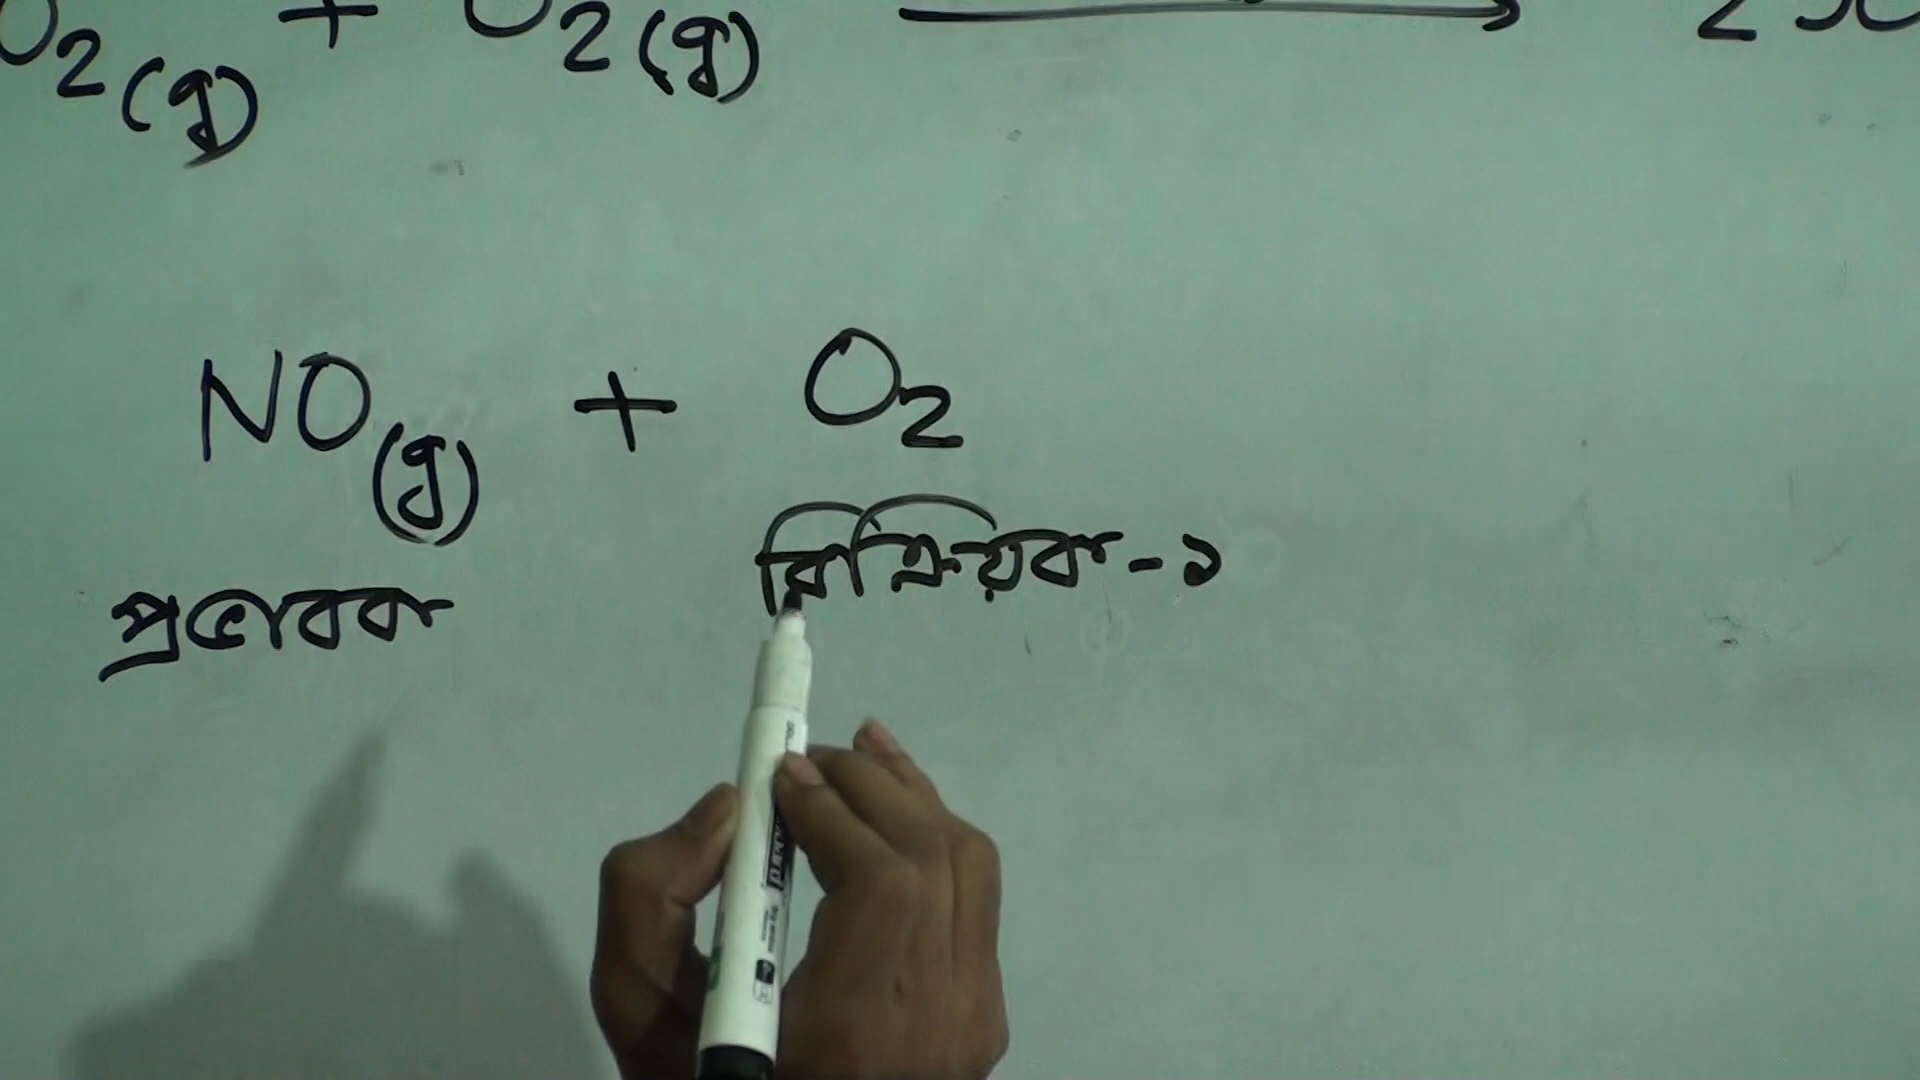 O₂(g) + O₂(g) → 2
NO(g) + O₂
প্রভাবক বিক্রিয়ক-১